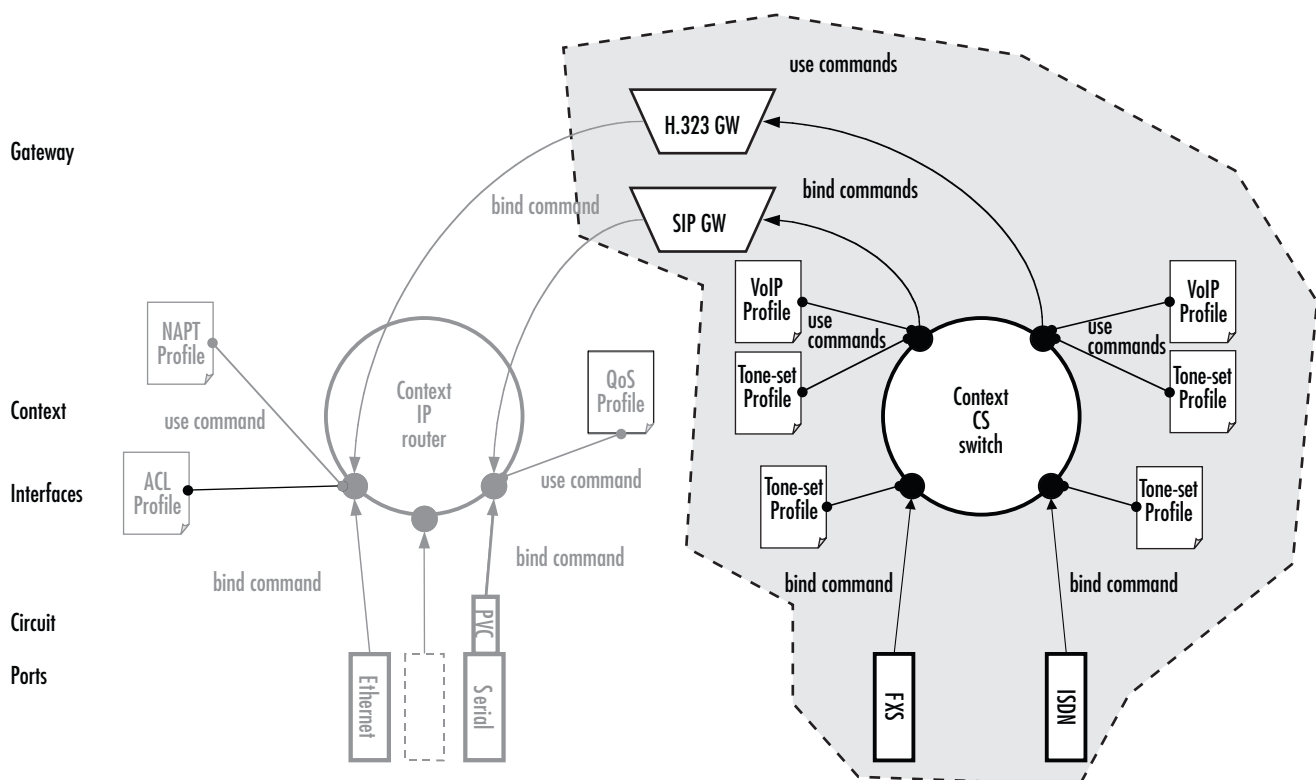 use commands
H.323 GW
Gateway
bind commands
bind command
SIP GW
VoIP
Profile
use
commands
Tone-set
Profile
VoIP
Profile
use
commands
Tone-set
Profile
NAPT
Profile
QoS
Profile
Context
IP
router
Context
CS
switch
Context
use command
use command
Interfaces
ACL
Profile
Tone-set
Profile
Tone-set
Profile
bind command
bind command
bind command
bind command
Circuit
PVC
Ports
Ethernet
Serial
FXS
ISDN